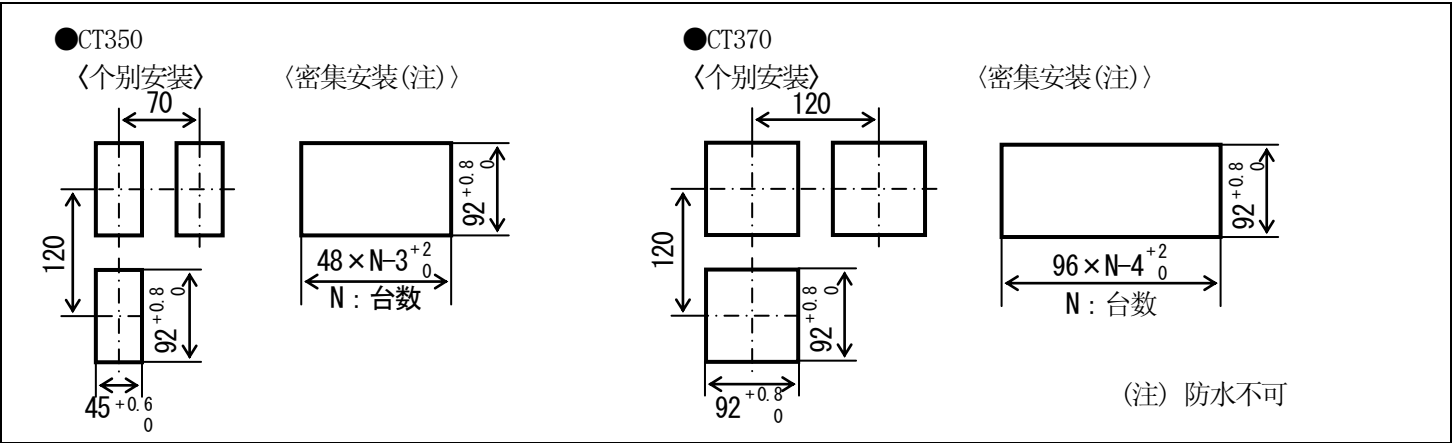 ●CT350
〈个别安装〉 〈密集安装(注)〉
70
120
92 +0.8 0
48×N-3 +2 0
N：台数
92 +0.8 0
45 +0.6 0
●CT370
〈个别安装〉 〈密集安装(注)〉
120
120
92 +0.8 0
96×N-4 +2 0
N：台数
92 +0.8 0
92 +0.8 0
(注) 防水不可